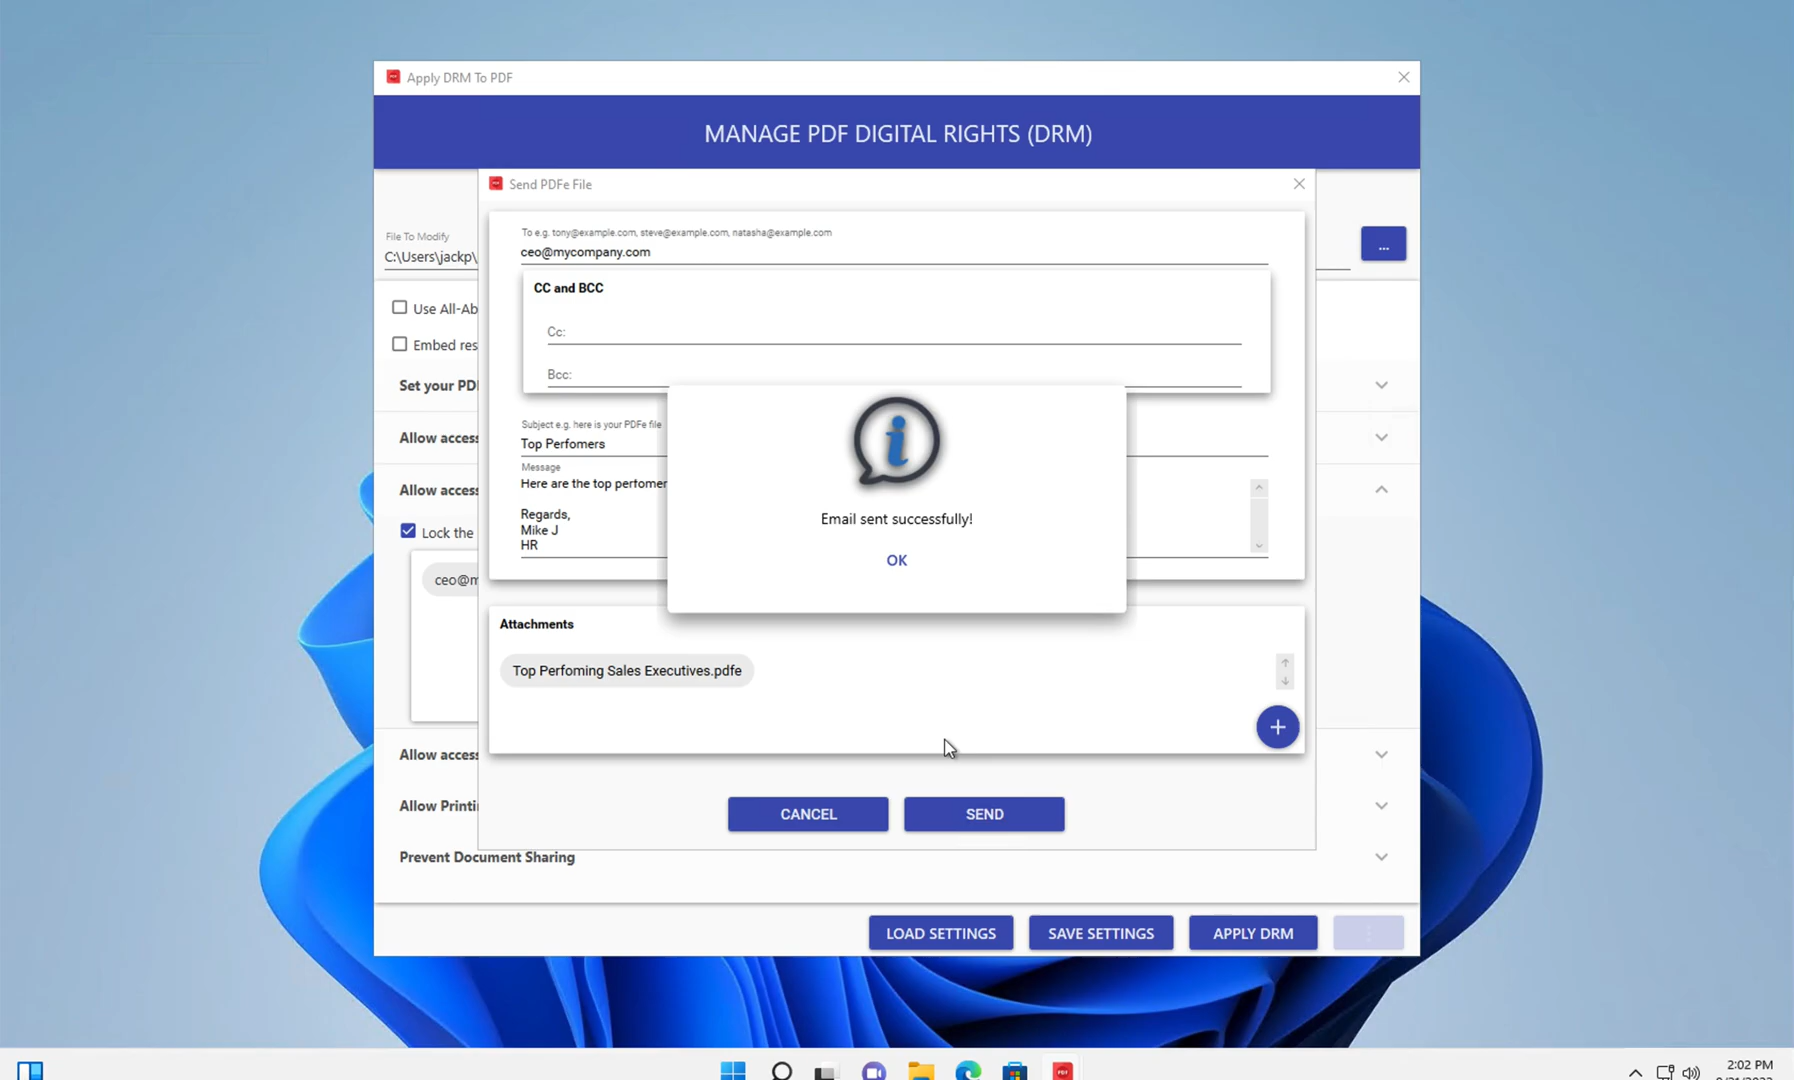 Apply DRM To PDF
MANAGE PDF DIGITAL RIGHTS (DRM)
Send PDFe File
File To Modify
C:\Users\jackp\
...
To e.g. tony@example.com, steve@example.com, natasha@example.com
ceo@mycompany.com
CC and BCC
Cc:
Bcc:
Use All-Ab
Embed res
Set your PD
Allow acces
Allow acces
Lock the
ceo@m
Subject e.g. here is your PDFe file
Top Perfomers
Message
Here are the top perfomer
Regards,
Mike J
HR
Email sent successfully!
OK
Attachments
Top Perfoming Sales Executives.pdfe
+
CANCEL
SEND
Allow acces
Allow Printi
Prevent Document Sharing
LOAD SETTINGS
SAVE SETTINGS
APPLY DRM
2:02 PM